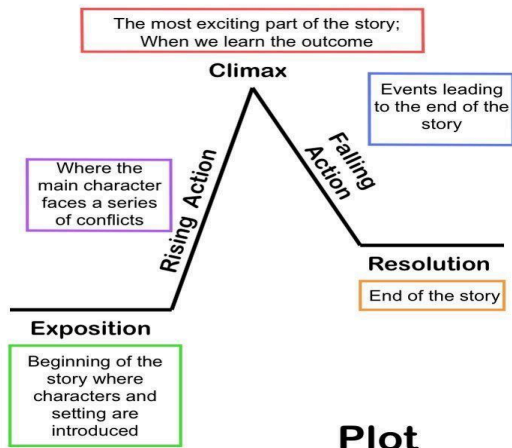 The most exciting part of the story;
When we learn the outcome
Climax
Events leading
to the end of the
story
Falling
Action
Where the
main character
faces a series
of conflicts
Rising Action
Resolution
End of the story
Exposition
Beginning of the
story where
characters and
setting are
introduced
Plot